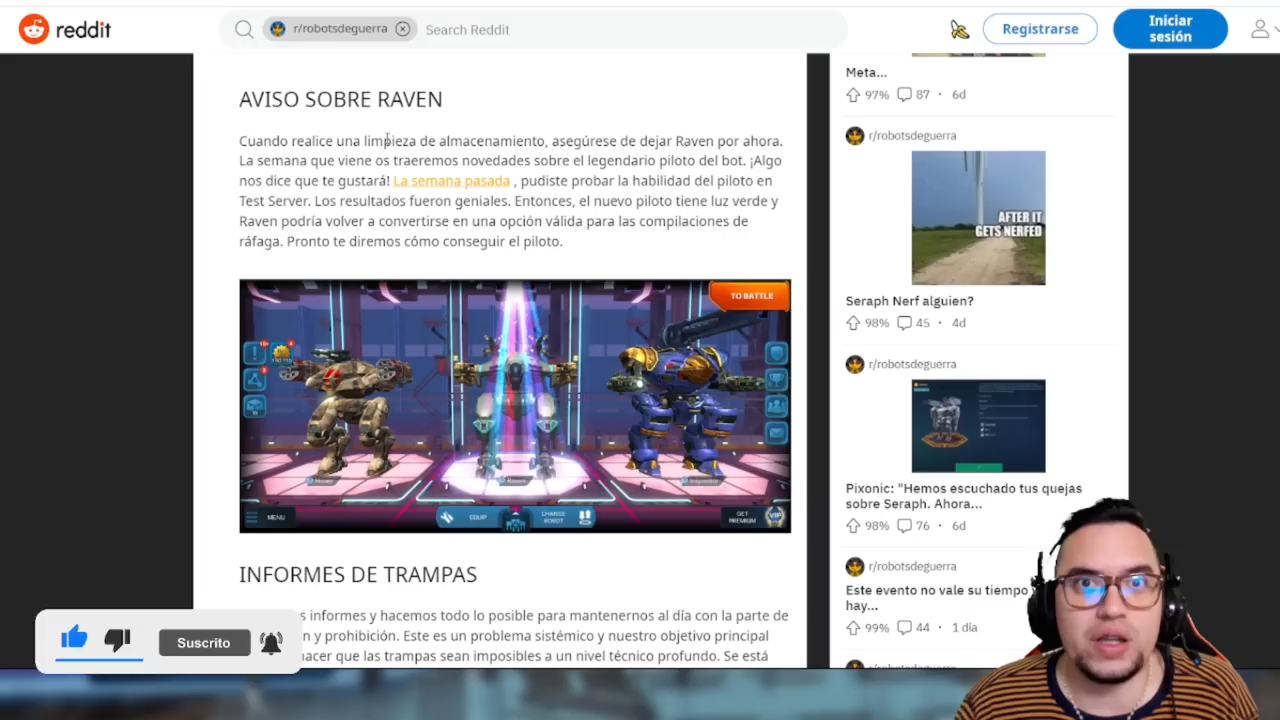 reddit
r/robotsdeguerra
Search Reddit
Registrarse
Iniciar
sesión
AVISO SOBRE RAVEN
Cuando realice una limpieza de almacenamiento, asegúrese de dejar Raven por ahora.
La semana que viene os traeremos novedades sobre el legendario piloto del bot. ¡Algo
nos dice que te gustará! La semana pasada , pudiste probar la habilidad del piloto en
Test Server. Los resultados fueron geniales. Entonces, el nuevo piloto tiene luz verde y
Raven podría volver a convertirse en una opción válida para las compilaciones de
ráfaga. Pronto te diremos cómo conseguir el piloto.
TO BATTLE
Raven
MENU
EQUIP
CHANGE
ROBOT
GET
PREMIUM
VIP
INFORMES DE TRAMPAS
s informes y hacemos todo lo posible para mantenernos al día con la parte de
n y prohibición. Este es un problema sistémico y nuestro objetivo principal
hacer que las trampas sean imposibles a un nivel técnico profundo. Se está
Suscrito
Meta...
97% 87 · 6d
r/robotsdeguerra
AFTER IT
GETS NERFED
Seraph Nerf alguien?
98% 45 · 4d
r/robotsdeguerra
Pixonic: "Hemos escuchado tus quejas
sobre Seraph. Ahora...
98% 76 · 6d
r/robotsdeguerra
Este evento no vale su tiempo
hay...
99% 44 · 1 día